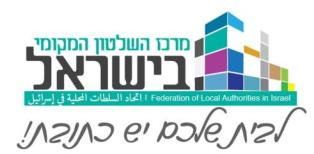 מרכז השלטון המקומי
בישראל
اتحاد السلطات المحلية في إسرائيل | Federation of Local Authorities in Israel
לבית שלכם יש כתובת!